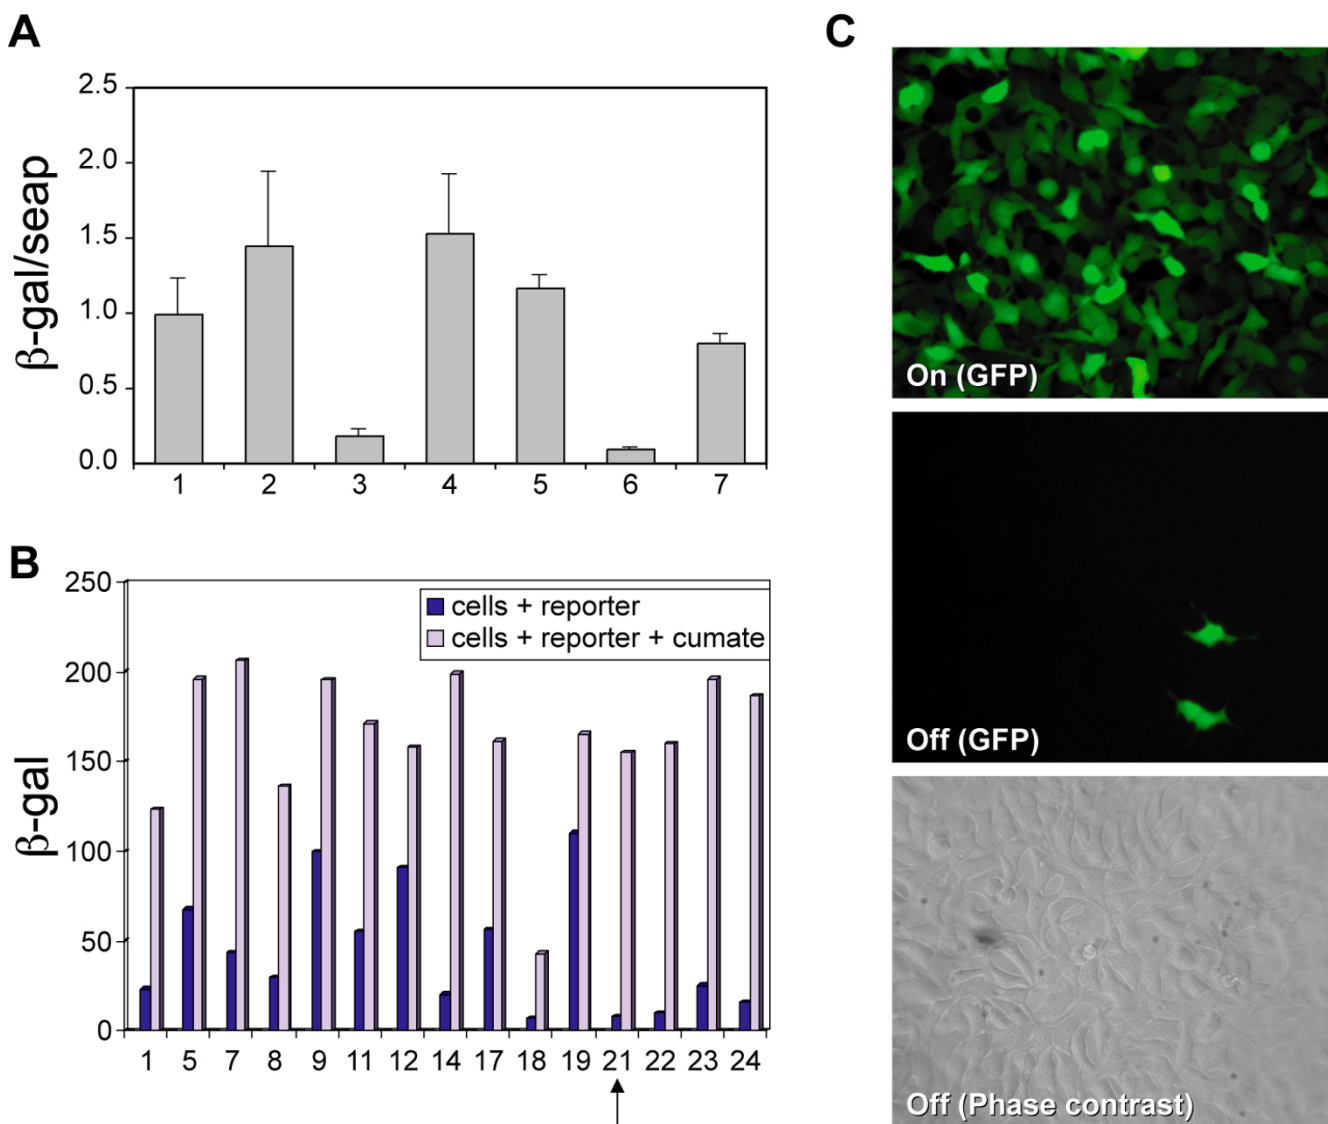 A
β-gal/seap
2.5
2.0
1.5
1.0
0.5
0.0
1 2 3 4 5 6 7
B
β-gal
250
200
150
100
50
0
cells + reporter
cells + reporter + cumate
1 5 7 8 9 11 12 14 17 18 19 21 22 23 24
C
On (GFP)
Off (GFP)
Off (Phase contrast)